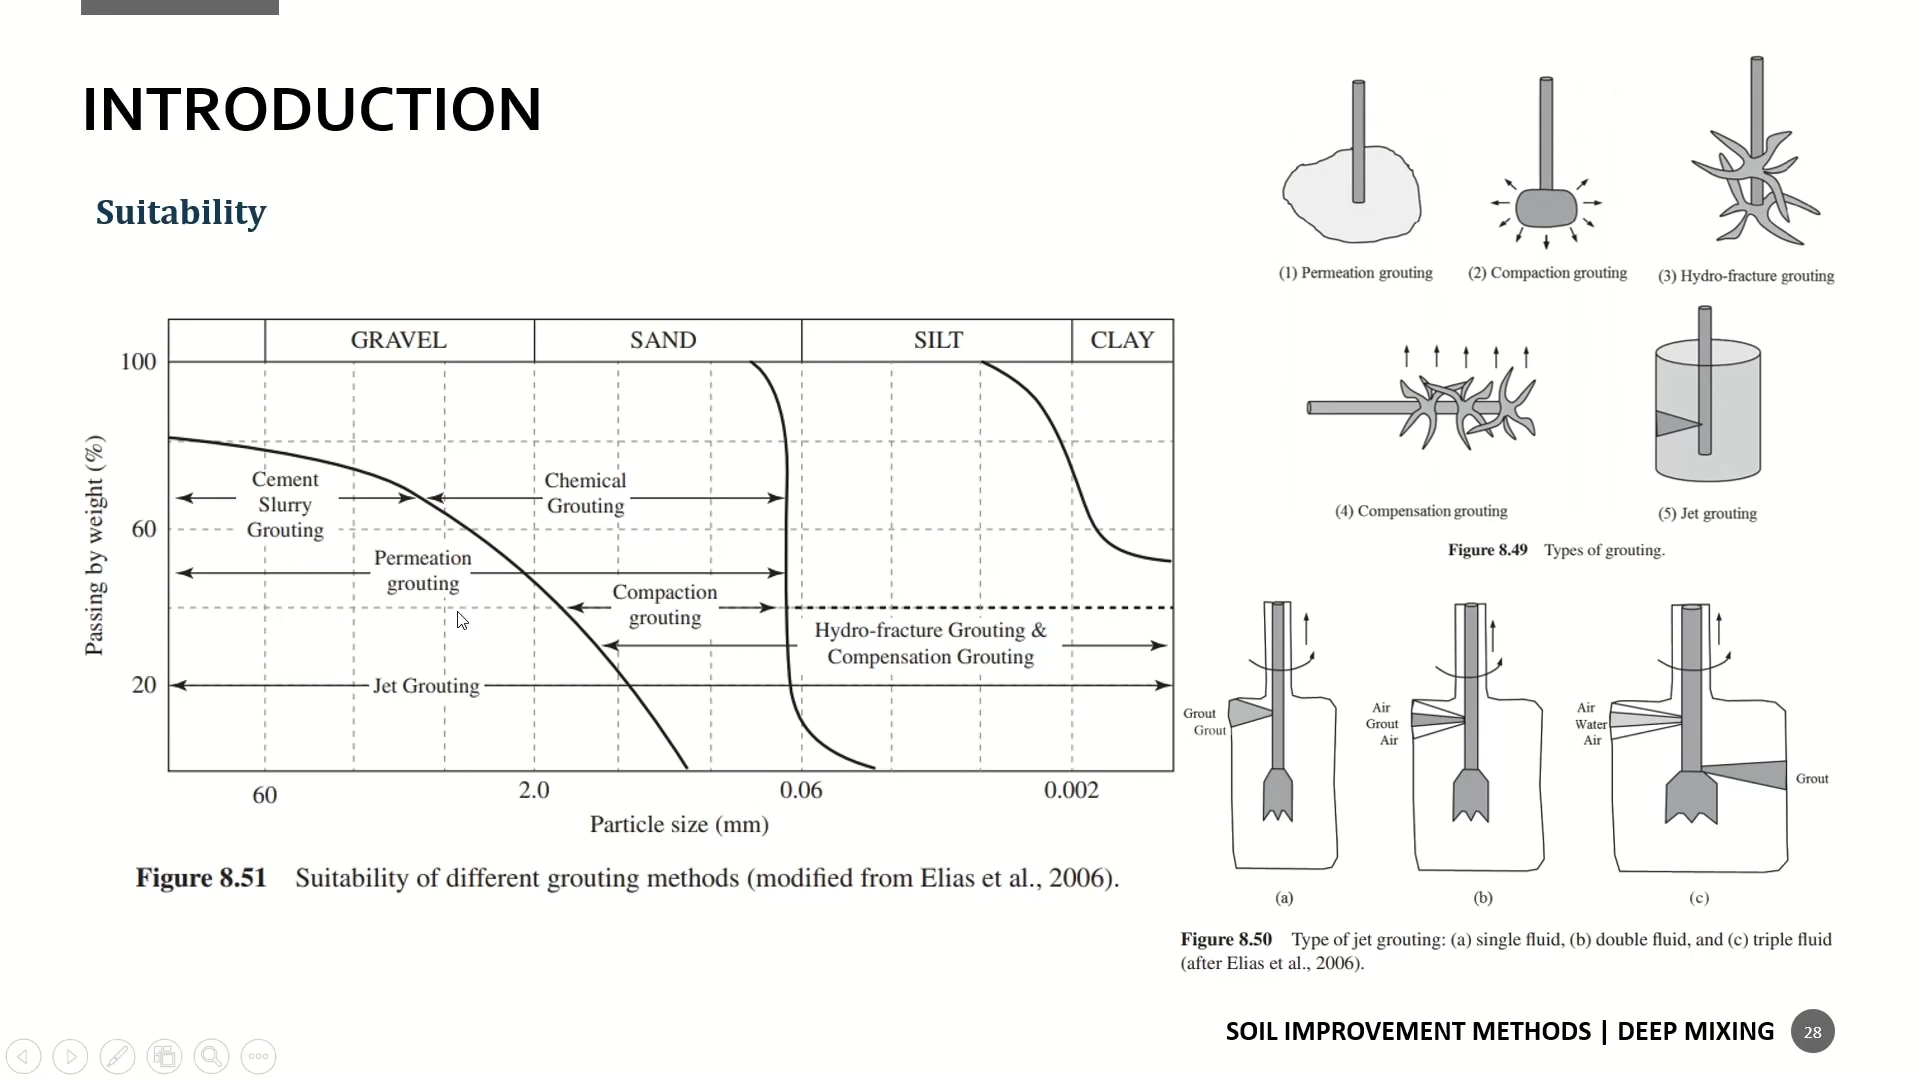 INTRODUCTION
Suitability
GRAVEL
SAND
SILT
CLAY
100
60
20
Passing by weight (%)
Cement
Slurry
Grouting
Chemical
Grouting
Permeation
grouting
Compaction
grouting
Hydro-fracture Grouting &
Compensation Grouting
Jet Grouting
60
2.0
0.06
0.002
Particle size (mm)
Figure 8.51 Suitability of different grouting methods (modified from Elias et al., 2006).
(1) Permeation grouting
(2) Compaction grouting
(3) Hydro-fracture grouting
(4) Compensation grouting
(5) Jet grouting
Figure 8.49 Types of grouting.
Grout
Grout
Air
Grout
Air
Air
Water
Air
Grout
(a)
(b)
(c)
Figure 8.50 Type of jet grouting: (a) single fluid, (b) double fluid, and (c) triple fluid
(after Elias et al., 2006).
SOIL IMPROVEMENT METHODS | DEEP MIXING
28